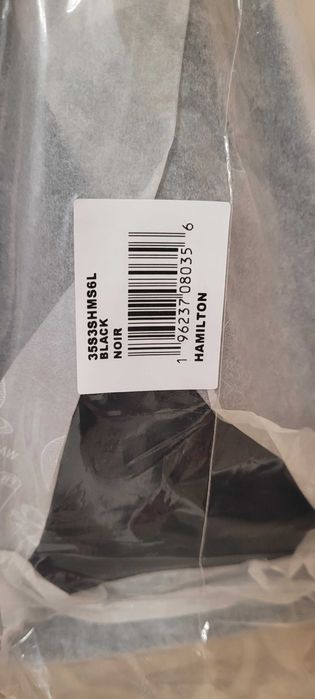 35S3SHMS6L
BLACK
NOIR
1 96237 08035 6
HAMILTON